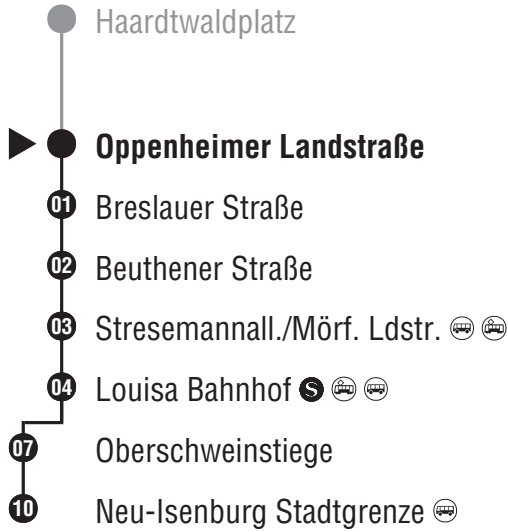 Haardtwaldplatz
Oppenheimer Landstraße
01 Breslauer Straße
02 Beuthener Straße
03 Stresemannall./Mörf. Ldstr.
04 Louisa Bahnhof S
07 Oberschweinstiege
10 Neu-Isenburg Stadtgrenze